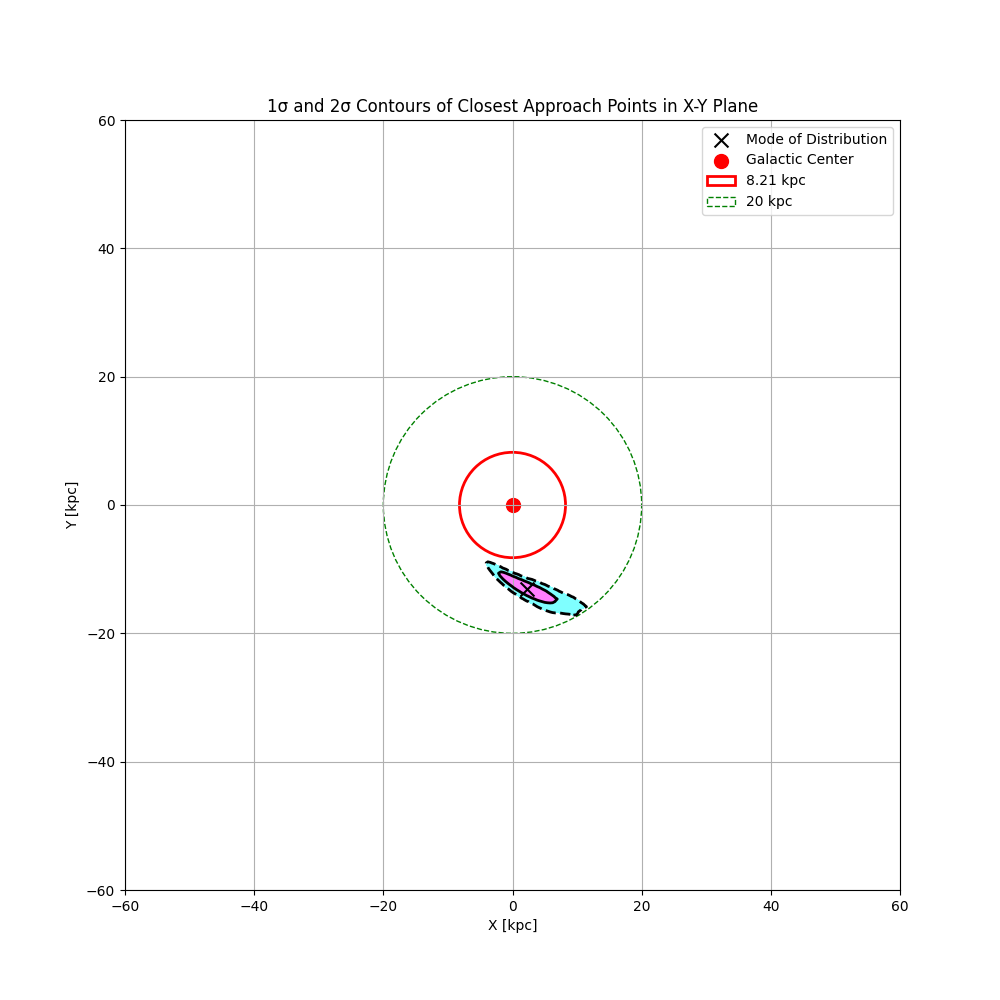 1σ and 2σ Contours of Closest Approach Points in X-Y Plane
Mode of Distribution
Galactic Center
8.21 kpc
20 kpc
60
40
20
0
−20
−40
−60
Y [kpc]
−60 −40 −20 0 20 40 60
X [kpc]